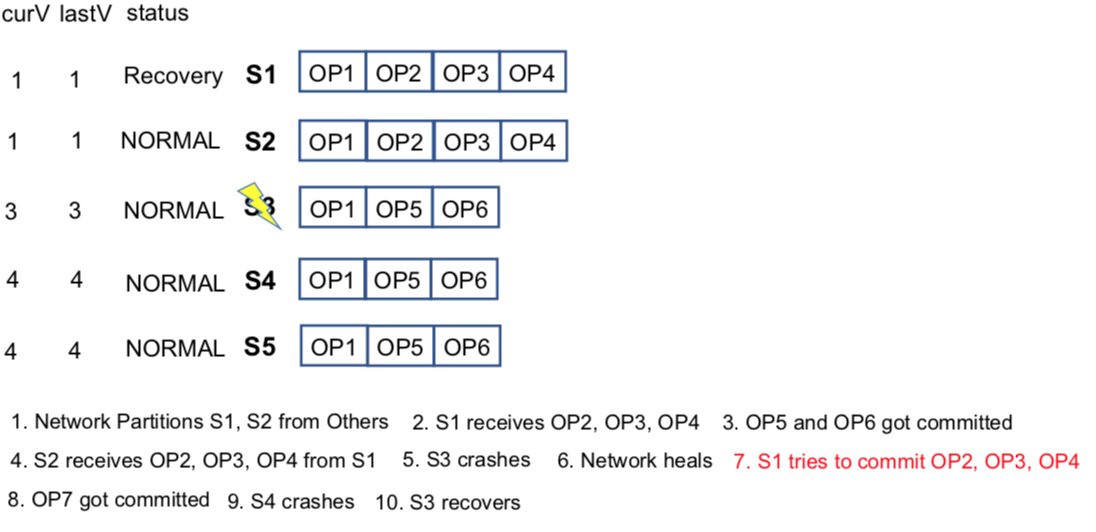 curV lastV status
1 1 Recovery S1 OP1 OP2 OP3 OP4
1 1 NORMAL S2 OP1 OP2 OP3 OP4
3 3 NORMAL S3 OP1 OP5 OP6
4 4 NORMAL S4 OP1 OP5 OP6
4 4 NORMAL S5 OP1 OP5 OP6
1. Network Partitions S1, S2 from Others 2. S1 receives OP2, OP3, OP4 3. OP5 and OP6 got committed
4. S2 receives OP2, OP3, OP4 from S1 5. S3 crashes 6. Network heals 7. S1 tries to commit OP2, OP3, OP4
8. OP7 got committed 9. S4 crashes 10. S3 recovers